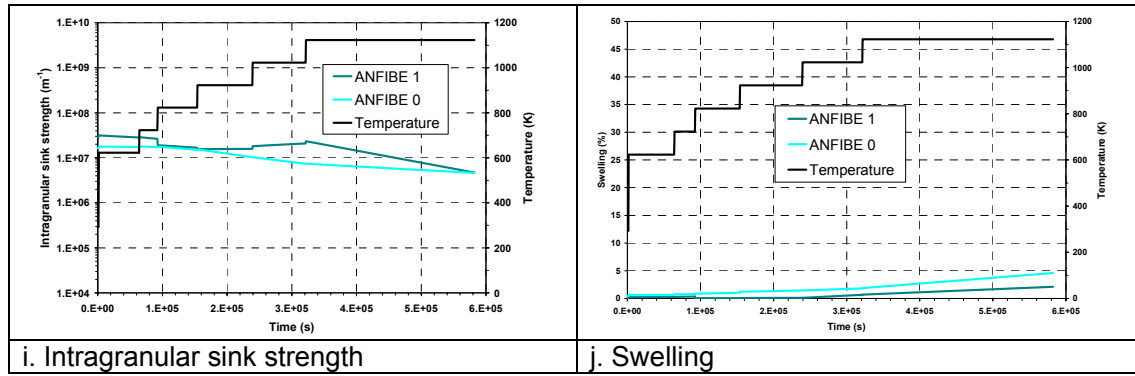 1.E+10
1.E+09
1.E+08
1.E+07
1.E+06
1.E+05
1.E+04
Intragranular sink strength (m⁻¹)
ANFIBE 1
ANFIBE 0
Temperature
1200
1000
800
600
400
200
0
Temperature (K)
0.E+00 1.E+05 2.E+05 3.E+05 4.E+05 5.E+05 6.E+05
Time (s)
i. Intragranular sink strength
50
45
40
35
30
25
20
15
10
5
0
Swelling (%)
ANFIBE 1
ANFIBE 0
Temperature
1200
1000
800
600
400
200
0
Temperature (K)
0.E+00 1.E+05 2.E+05 3.E+05 4.E+05 5.E+05 6.E+05
Time (s)
j. Swelling